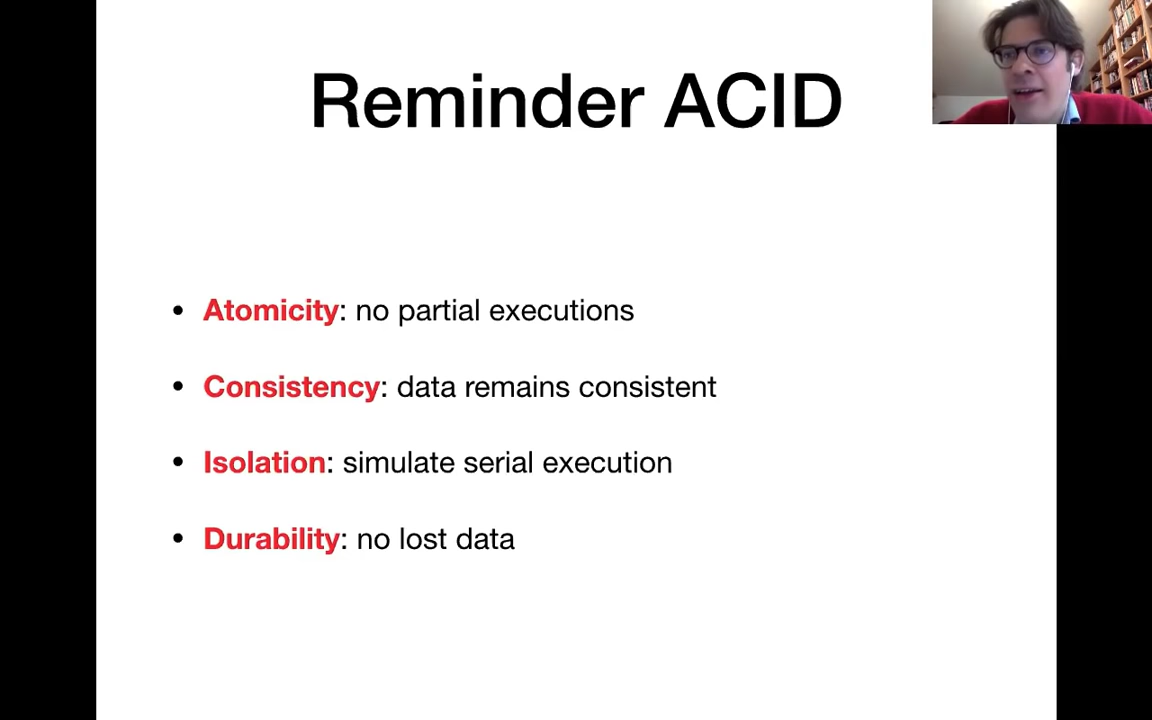 Reminder ACID
• Atomicity: no partial executions
• Consistency: data remains consistent
• Isolation: simulate serial execution
• Durability: no lost data